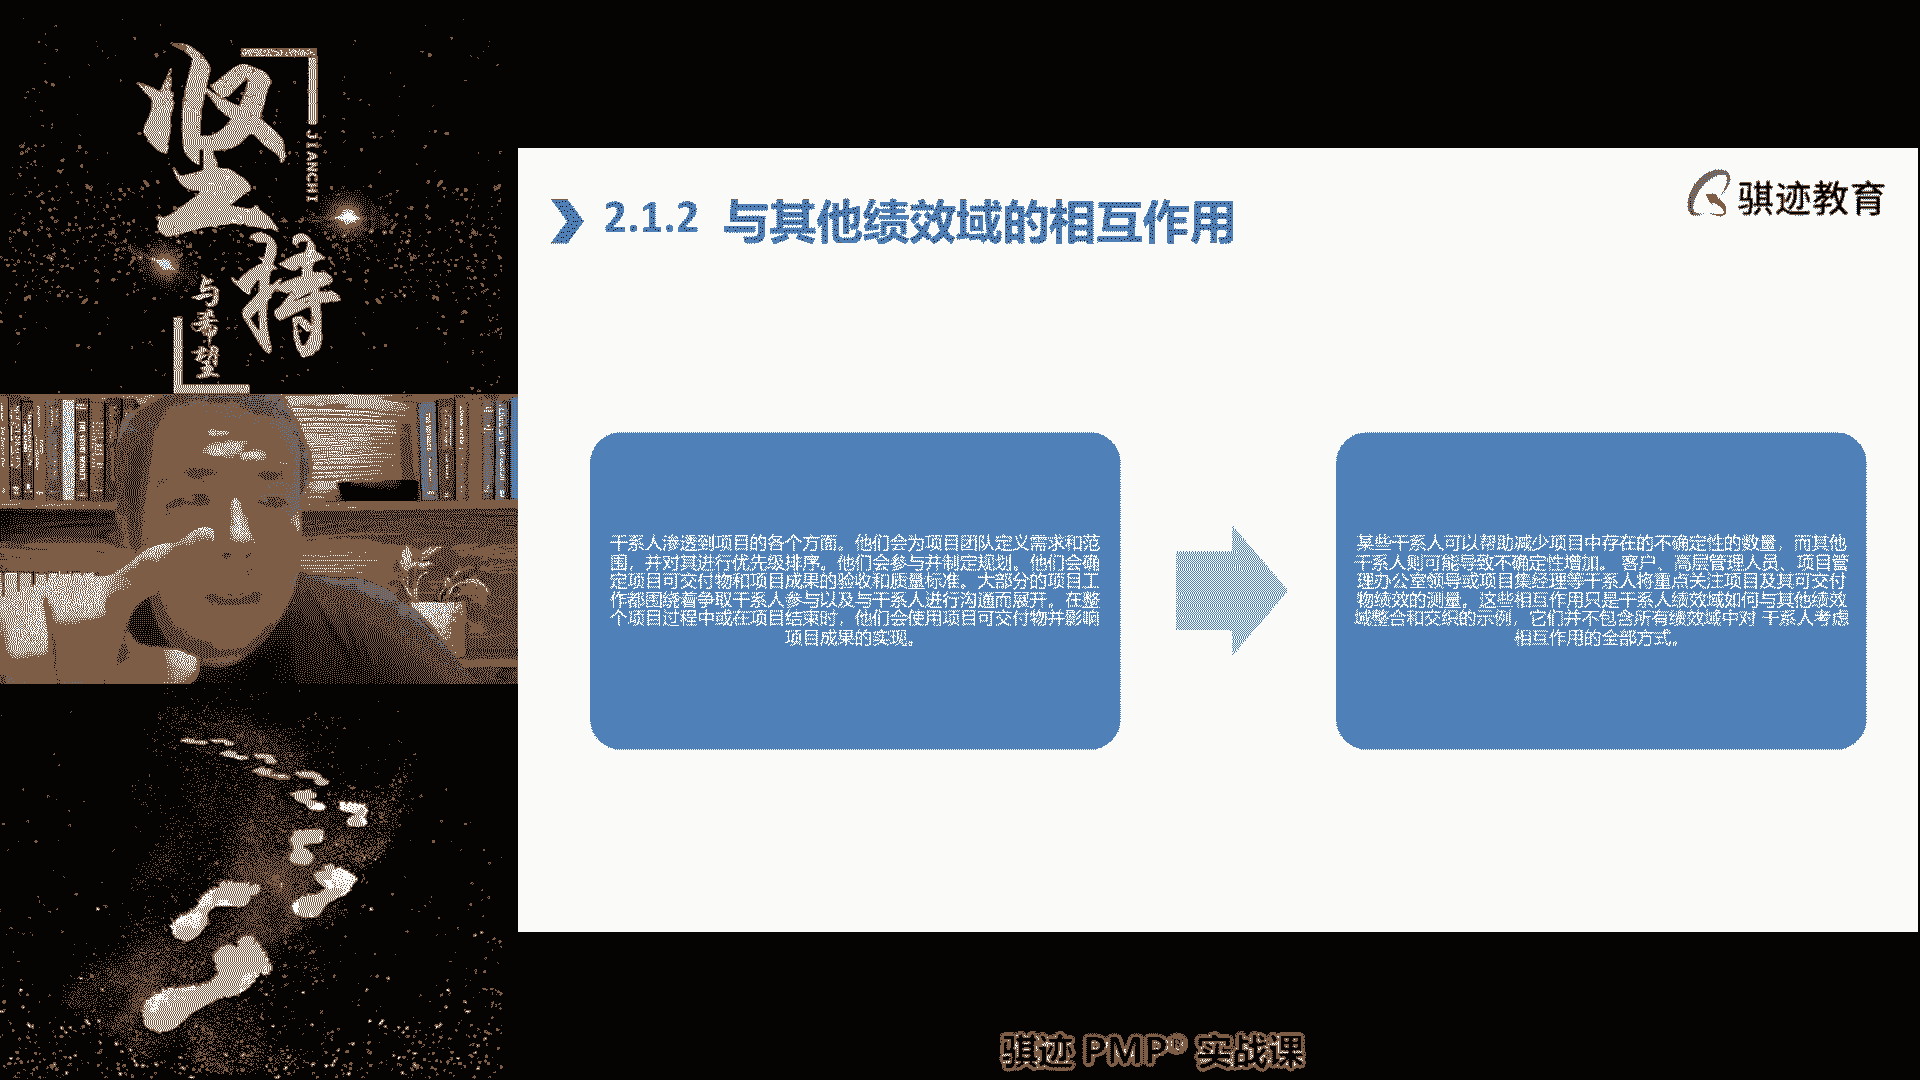 坚持
JIANCHI
与希望
2.1.2 与其他绩效域的相互作用
骐迹教育
干系人渗透到项目的各个方面。他们会为项目团队定义需求和范
围，并对其进行优先级排序。他们会参与并制定规划。他们会确
定项目可交付物和项目成果的验收和质量标准。大部分的项目工
作都围绕着争取干系人参与以及与干系人进行沟通而展开。在整
个项目过程中或在项目结束时，他们会使用项目可交付物并影响
项目成果的实现。
某些干系人可以帮助减少项目中存在的不确定性的数量，而其他
干系人则可能导致不确定性增加。 客户、高层管理人员、项目管
理办公室领导或项目集经理等干系人将重点关注项目及其可交付
物绩效的测量。这些相互作用只是干系人绩效域如何与其他绩效
域整合和交织的示例，它们并不包含所有绩效域中对 干系人考虑
相互作用的全部方式。
骐迹 PMP® 实战课